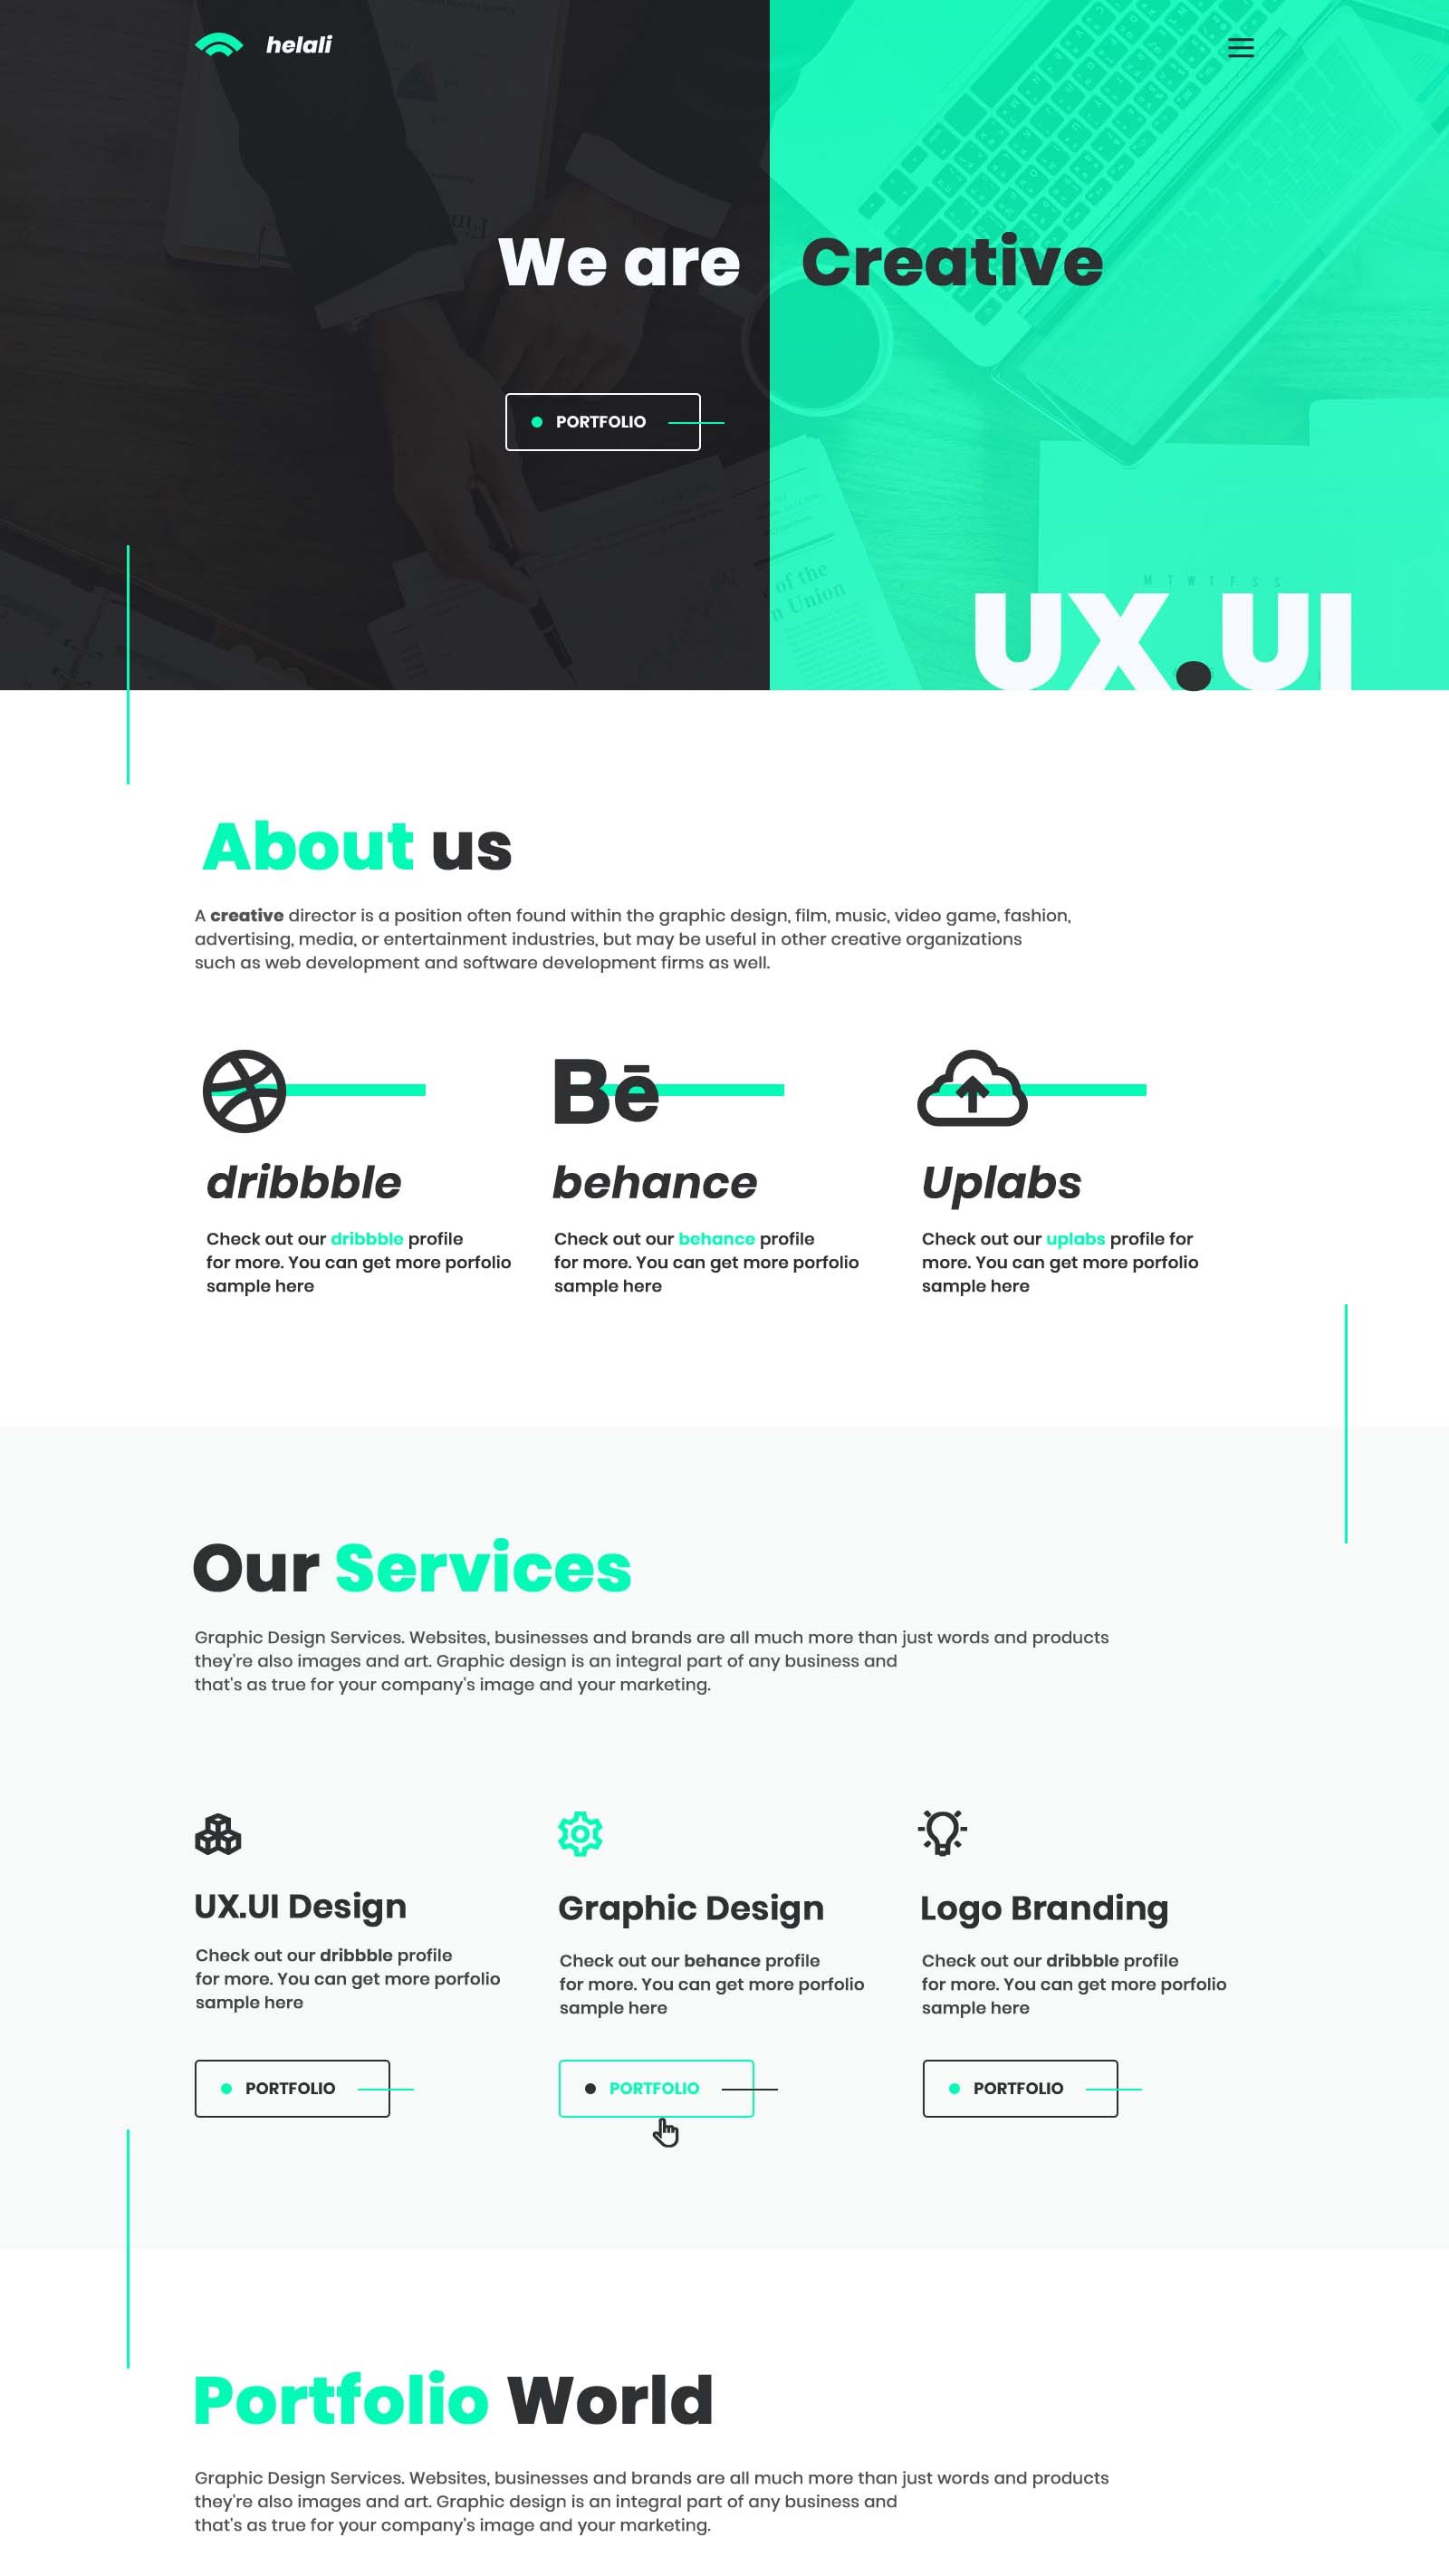 helali
We are Creative
PORTFOLIO
of the
Union
M T W T F S S
UX.UI
About us
A creative director is a position often found within the graphic design, film, music, video game, fashion,
advertising, media, or entertainment industries, but may be useful in other creative organizations
such as web development and software development firms as well.
Bē
dribbble
behance
Uplabs
Check out our dribbble profile
for more. You can get more porfolio
sample here
Check out our behance profile
for more. You can get more porfolio
sample here
Check out our uplabs profile for
more. You can get more porfolio
sample here
Our Services
Graphic Design Services. Websites, businesses and brands are all much more than just words and products
they're also images and art. Graphic design is an integral part of any business and
that's as true for your company's image and your marketing.
UX.UI Design
Graphic Design
Logo Branding
Check out our dribbble profile
for more. You can get more porfolio
sample here
Check out our behance profile
for more. You can get more porfolio
sample here
Check out our dribbble profile
for more. You can get more porfolio
sample here
PORTFOLIO
PORTFOLIO
PORTFOLIO
Portfolio World
Graphic Design Services. Websites, businesses and brands are all much more than just words and products
they're also images and art. Graphic design is an integral part of any business and
that's as true for your company's image and your marketing.